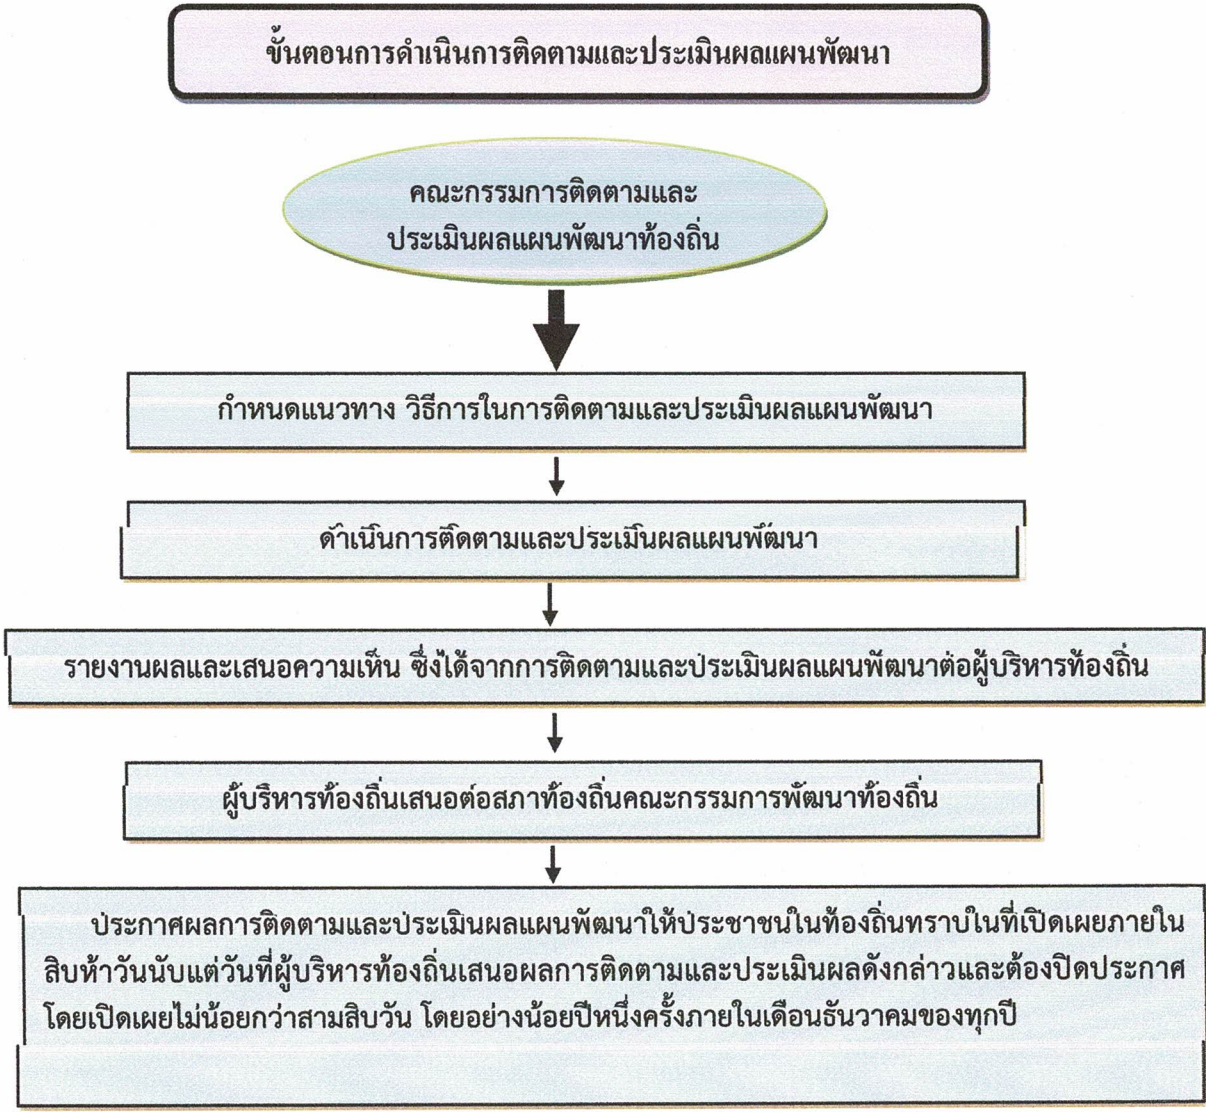 ขั้นตอนการดำเนินการติดตามและประเมินผลแผนพัฒนา
คณะกรรมการติดตามและ
ประเมินผลแผนพัฒนาท้องถิ่น
กำหนดแนวทาง วิธีการในการติดตามและประเมินผลแผนพัฒนา
ดำเนินการติดตามและประเมินผลแผนพัฒนา
รายงานผลและเสนอความเห็น ซึ่งได้จากการติดตามและประเมินผลแผนพัฒนาต่อผู้บริหารท้องถิ่น
ผู้บริหารท้องถิ่นเสนอต่อสภาท้องถิ่นคณะกรรมการพัฒนาท้องถิ่น
ประกาศผลการติดตามและประเมินผลแผนพัฒนาให้ประชาชนในท้องถิ่นทราบในที่เปิดเผยภายใน
สิบห้าวันนับแต่วันที่ผู้บริหารท้องถิ่นเสนอผลการติดตามและประเมินผลดังกล่าวและต้องปิดประกาศ
โดยเปิดเผยไม่น้อยกว่าสามสิบวัน โดยอย่างน้อยปีหนึ่งครั้งภายในเดือนธันวาคมของทุกปี